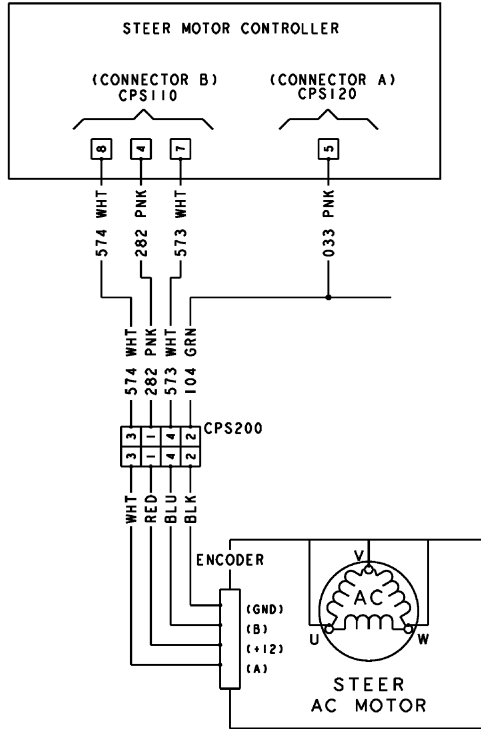 STEER MOTOR CONTROLLER
(CONNECTOR B)
CPS110
(CONNECTOR A)
CPS120
8
4
7
5
574 WHT
282 PNK
573 WHT
033 PNK
574 WHT
282 PNK
573 WHT
104 GRN
3
1
4
2
CPS200
3
1
4
2
WHT
RED
BLU
BLK
ENCODER
(GND)
(B)
(+12)
(A)
V
AC
U
W
STEER
AC MOTOR